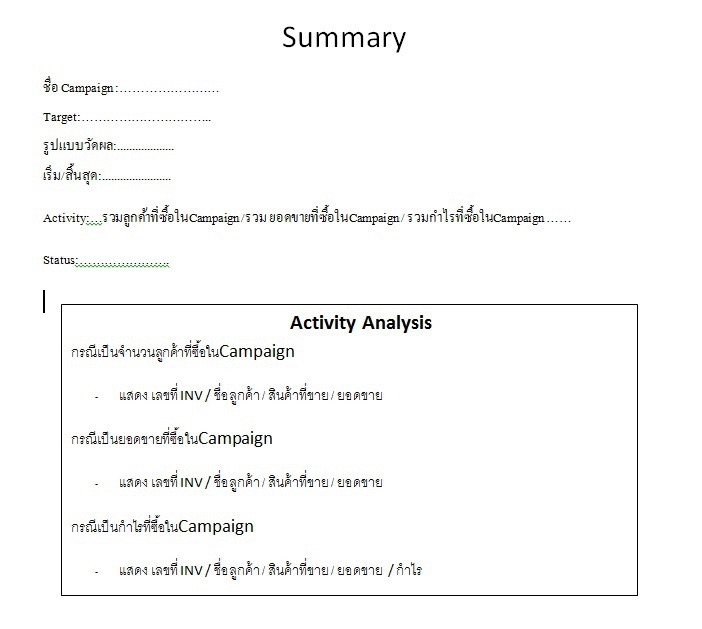 Summary
ชื่อ Campaign:……………………
Target:…………………………..
รูปแบบวัดผล:...................
เริ่ม/สิ้นสุด:.......................
Activity:…รวมลูกค้าที่ซื้อในCampaign/รวม ยอดขายที่ซื้อในCampaign/ รวมกำไรที่ซื้อในCampaign……
Status:…………………..
Activity Analysis
กรณีเป็นจำนวนลูกค้าที่ซื้อในCampaign
- แสดง เลขที่ INV / ชื่อลูกค้า / สินค้าที่ขาย / ยอดขาย
กรณีเป็นยอดขายที่ซื้อในCampaign
- แสดง เลขที่ INV / ชื่อลูกค้า / สินค้าที่ขาย / ยอดขาย
กรณีเป็นกำไรที่ซื้อในCampaign
- แสดง เลขที่ INV / ชื่อลูกค้า / สินค้าที่ขาย / ยอดขาย / กำไร